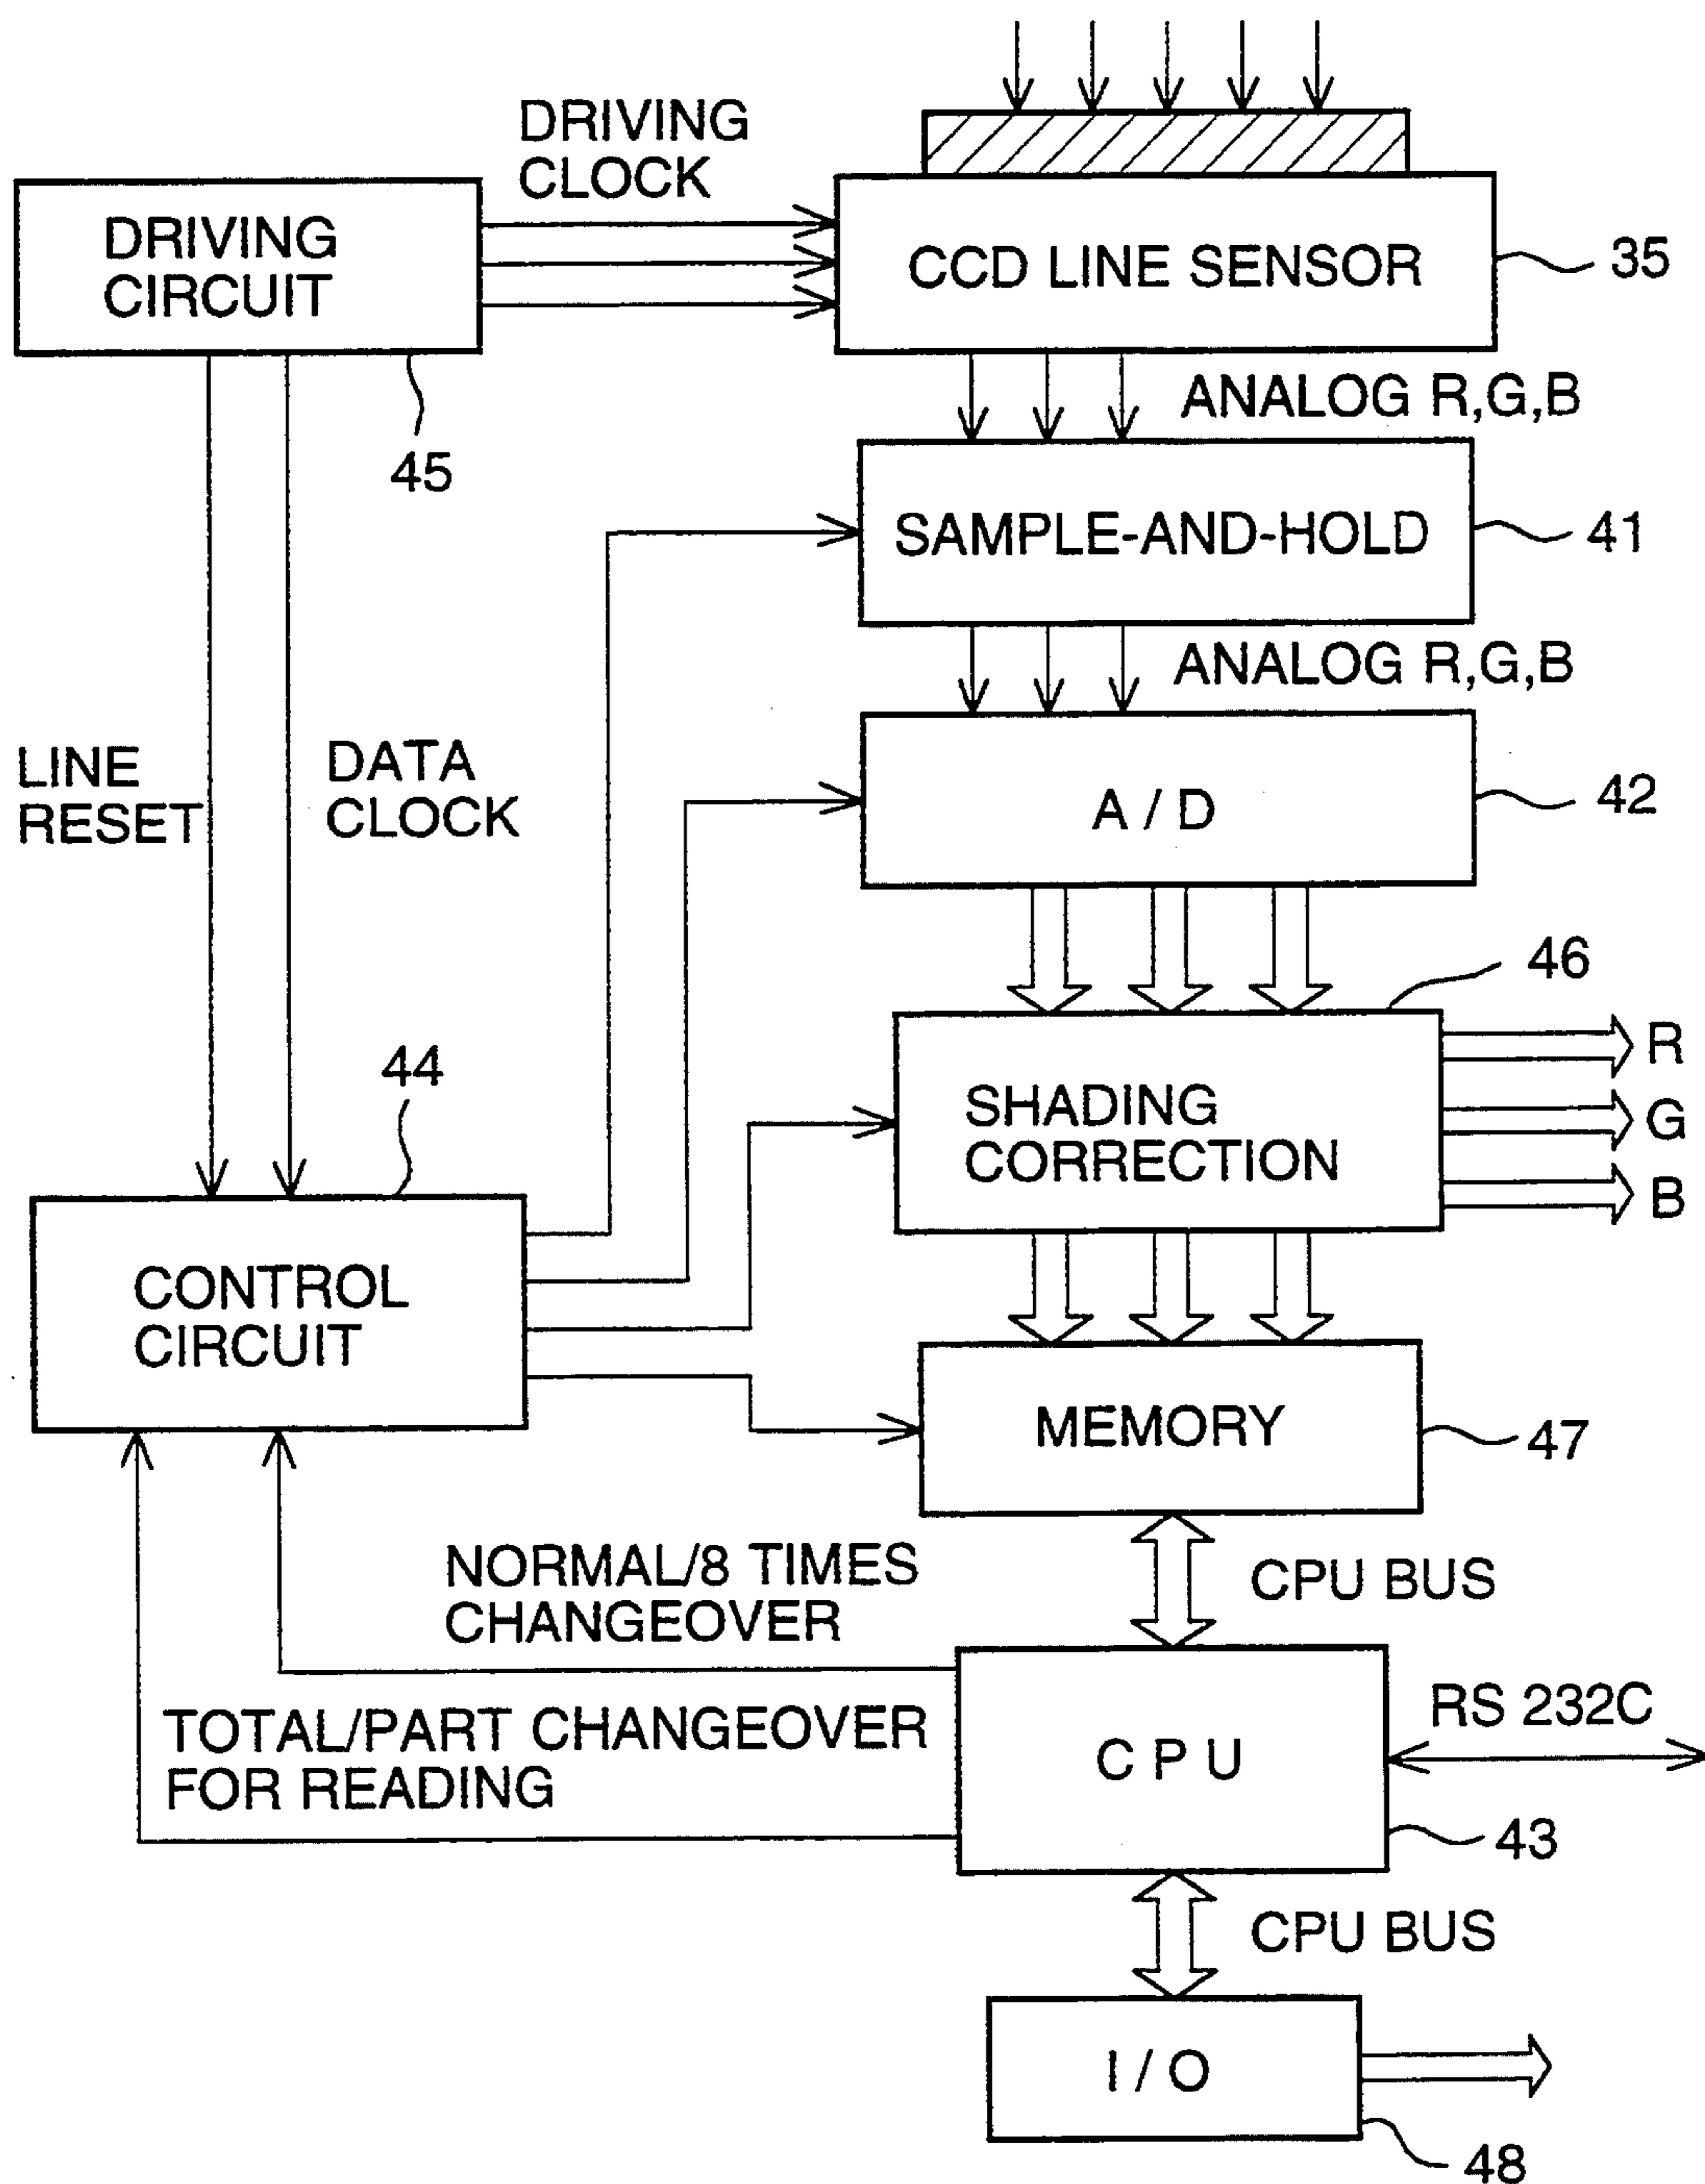 DRIVING
CLOCK
DRIVING
CIRCUIT
CCD LINE SENSOR
35
ANALOG R,G,B
45
SAMPLE-AND-HOLD
41
ANALOG R,G,B
LINE
RESET
DATA
CLOCK
A / D
42
46
44
SHADING
CORRECTION
R
G
B
CONTROL
CIRCUIT
MEMORY
47
NORMAL/8 TIMES
CHANGEOVER
CPU BUS
TOTAL/PART CHANGEOVER
FOR READING
C P U
RS 232C
43
CPU BUS
I / O
48